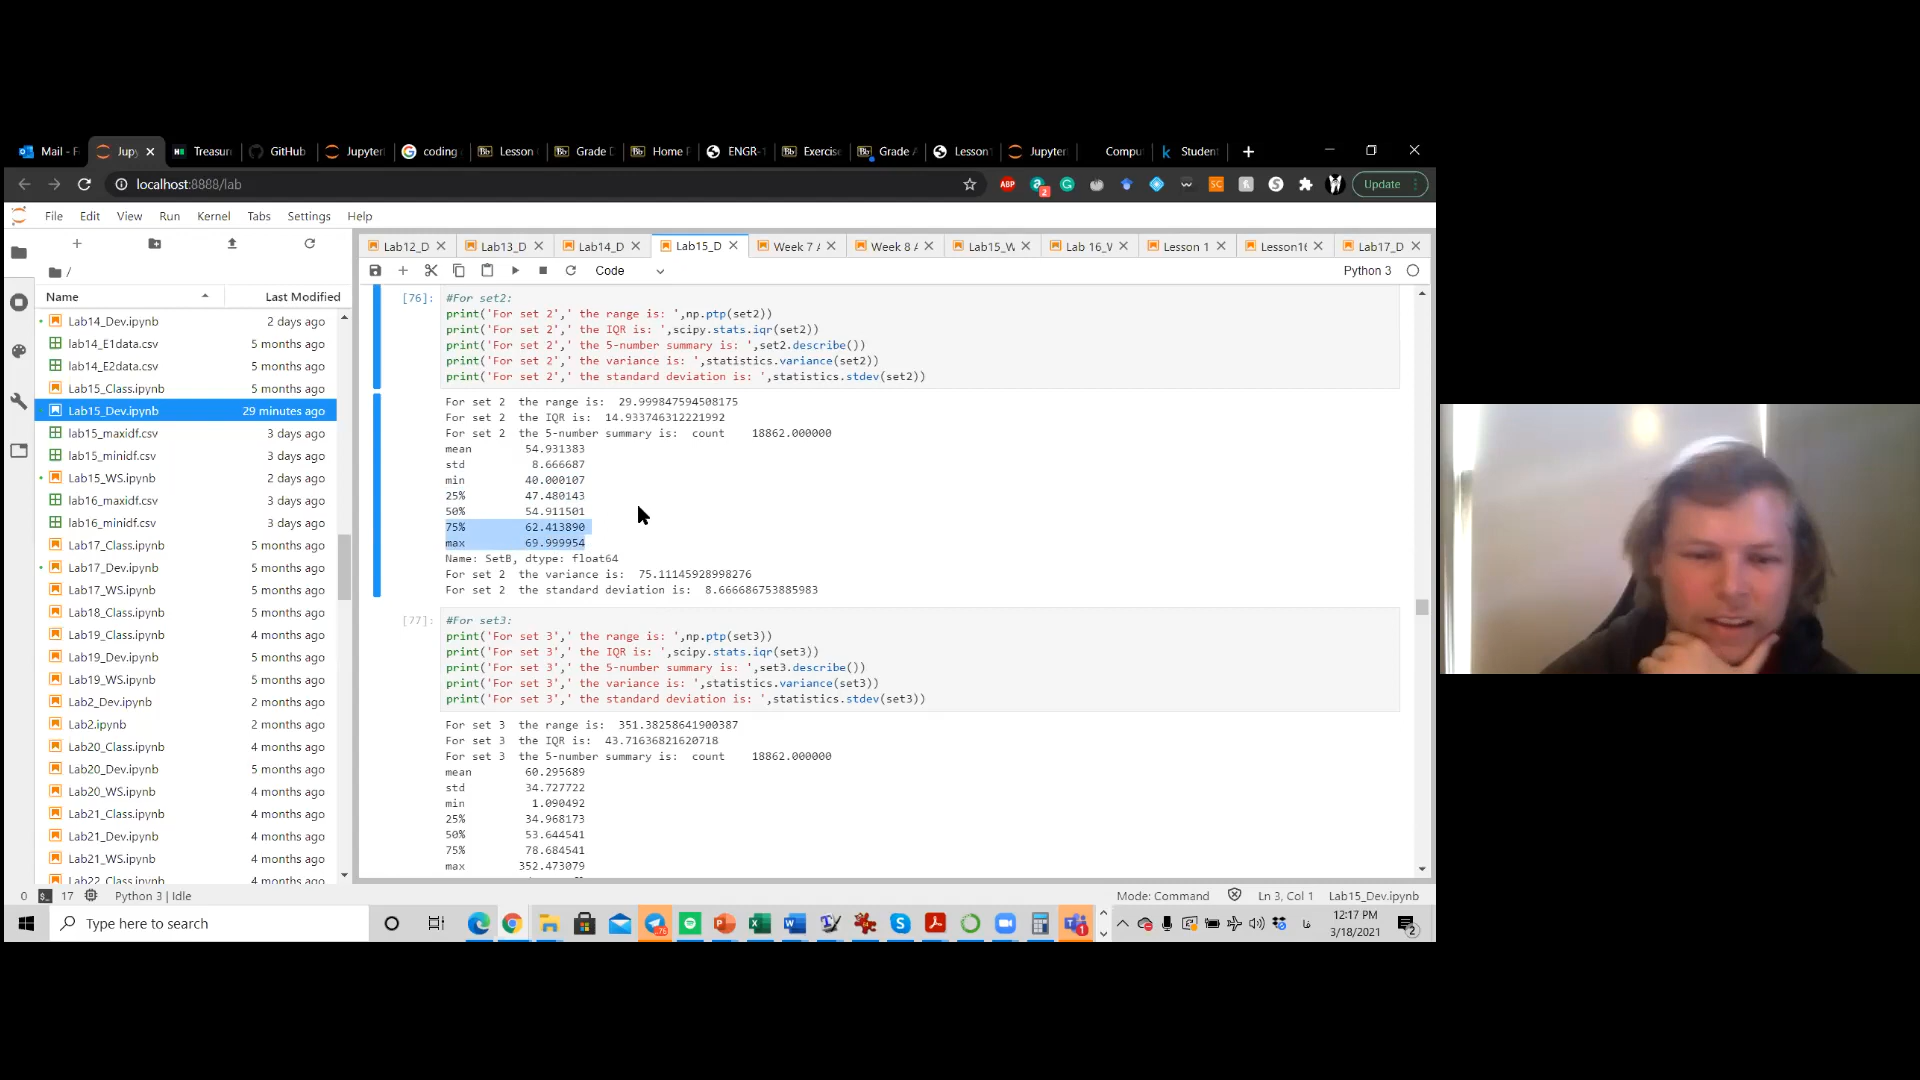 Mail - F
Jup
Treasur
GitHub
Jupyter
coding
Lesson
Grade D
Home P
ENGR-1
Exercise
Grade A
Lesson
Jupyter
Compu
Student
localhost:8888/lab
ABP
2
Update
File Edit View Run Kernel Tabs Settings Help
Lab12_D
Lab13_D
Lab14_D
Lab15_D
Week 7 A
Week 8 A
Lab15_W
Lab 16_V
Lesson 1
Lesson16
Lab17_D
Code
Python 3
/
Name Last Modified
Lab14_Dev.ipynb 2 days ago
lab14_E1data.csv 5 months ago
lab14_E2data.csv 5 months ago
Lab15_Class.ipynb 5 months ago
Lab15_Dev.ipynb 29 minutes ago
lab15_maxidf.csv 3 days ago
lab15_minidf.csv 3 days ago
Lab15_WS.ipynb 2 days ago
lab16_maxidf.csv 3 days ago
lab16_minidf.csv 3 days ago
Lab17_Class.ipynb 5 months ago
Lab17_Dev.ipynb 5 months ago
Lab17_WS.ipynb 5 months ago
Lab18_Class.ipynb 5 months ago
Lab19_Class.ipynb 4 months ago
Lab19_Dev.ipynb 5 months ago
Lab19_WS.ipynb 5 months ago
Lab2_Dev.ipynb 2 months ago
Lab2.ipynb 2 months ago
Lab20_Class.ipynb 4 months ago
Lab20_Dev.ipynb 5 months ago
Lab20_WS.ipynb 4 months ago
Lab21_Class.ipynb 4 months ago
Lab21_Dev.ipynb 4 months ago
Lab21_WS.ipynb 4 months ago
Lab22_Class.ipynb 4 months ago
[76]: #For set2:
print('For set 2',' the range is: ',np.ptp(set2))
print('For set 2',' the IQR is: ',scipy.stats.iqr(set2))
print('For set 2',' the 5-number summary is: ',set2.describe())
print('For set 2',' the variance is: ',statistics.variance(set2))
print('For set 2',' the standard deviation is: ',statistics.stdev(set2))
For set 2  the range is:  29.999847594508175
For set 2  the IQR is:  14.933746312221992
For set 2  the 5-number summary is:  count    18862.000000
mean 54.931383
std 8.666687
min 40.000107
25% 47.480143
50% 54.911501
75% 62.413890
max 69.999954
Name: SetB, dtype: float64
For set 2  the variance is:  75.11145928998276
For set 2  the standard deviation is:  8.666686753885983
[77]: #For set3:
print('For set 3',' the range is: ',np.ptp(set3))
print('For set 3',' the IQR is: ',scipy.stats.iqr(set3))
print('For set 3',' the 5-number summary is: ',set3.describe())
print('For set 3',' the variance is: ',statistics.variance(set3))
print('For set 3',' the standard deviation is: ',statistics.stdev(set3))
For set 3  the range is:  351.38258641900387
For set 3  the IQR is:  43.71636821620718
For set 3  the 5-number summary is:  count    18862.000000
mean 60.295689
std 34.727722
min 1.090492
25% 34.968173
50% 53.644541
75% 78.684541
max 352.473079
0 17 Python 3 | Idle
Mode: Command Ln 3, Col 1 Lab15_Dev.ipynb
Type here to search
12:17 PM
3/18/2021
2